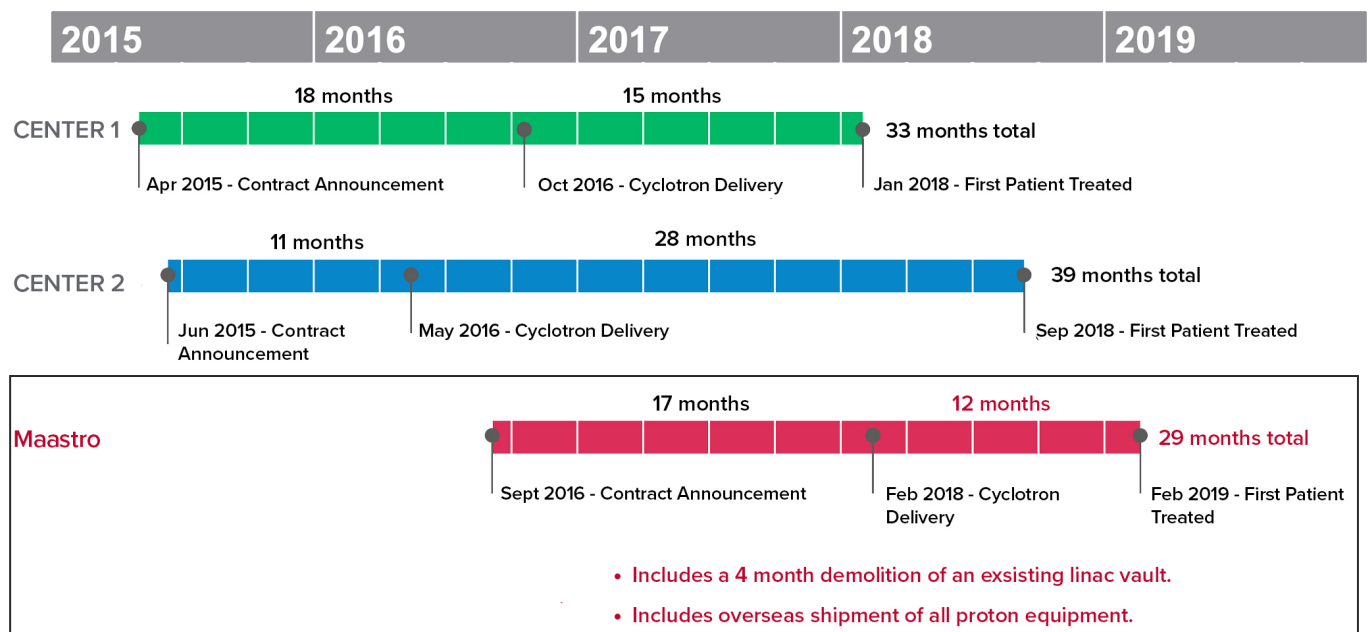 2015 2016 2017 2018 2019
18 months 15 months
CENTER 1 33 months total
Apr 2015 - Contract Announcement Oct 2016 - Cyclotron Delivery Jan 2018 - First Patient Treated
11 months 28 months
CENTER 2 39 months total
Jun 2015 - Contract
Announcement
May 2016 - Cyclotron Delivery
Sep 2018 - First Patient Treated
17 months 12 months
Maastro 29 months total
Sept 2016 - Contract Announcement
Feb 2018 - Cyclotron
Delivery
Feb 2019 - First Patient
Treated
• Includes a 4 month demolition of an exsisting linac vault.
• Includes overseas shipment of all proton equipment.